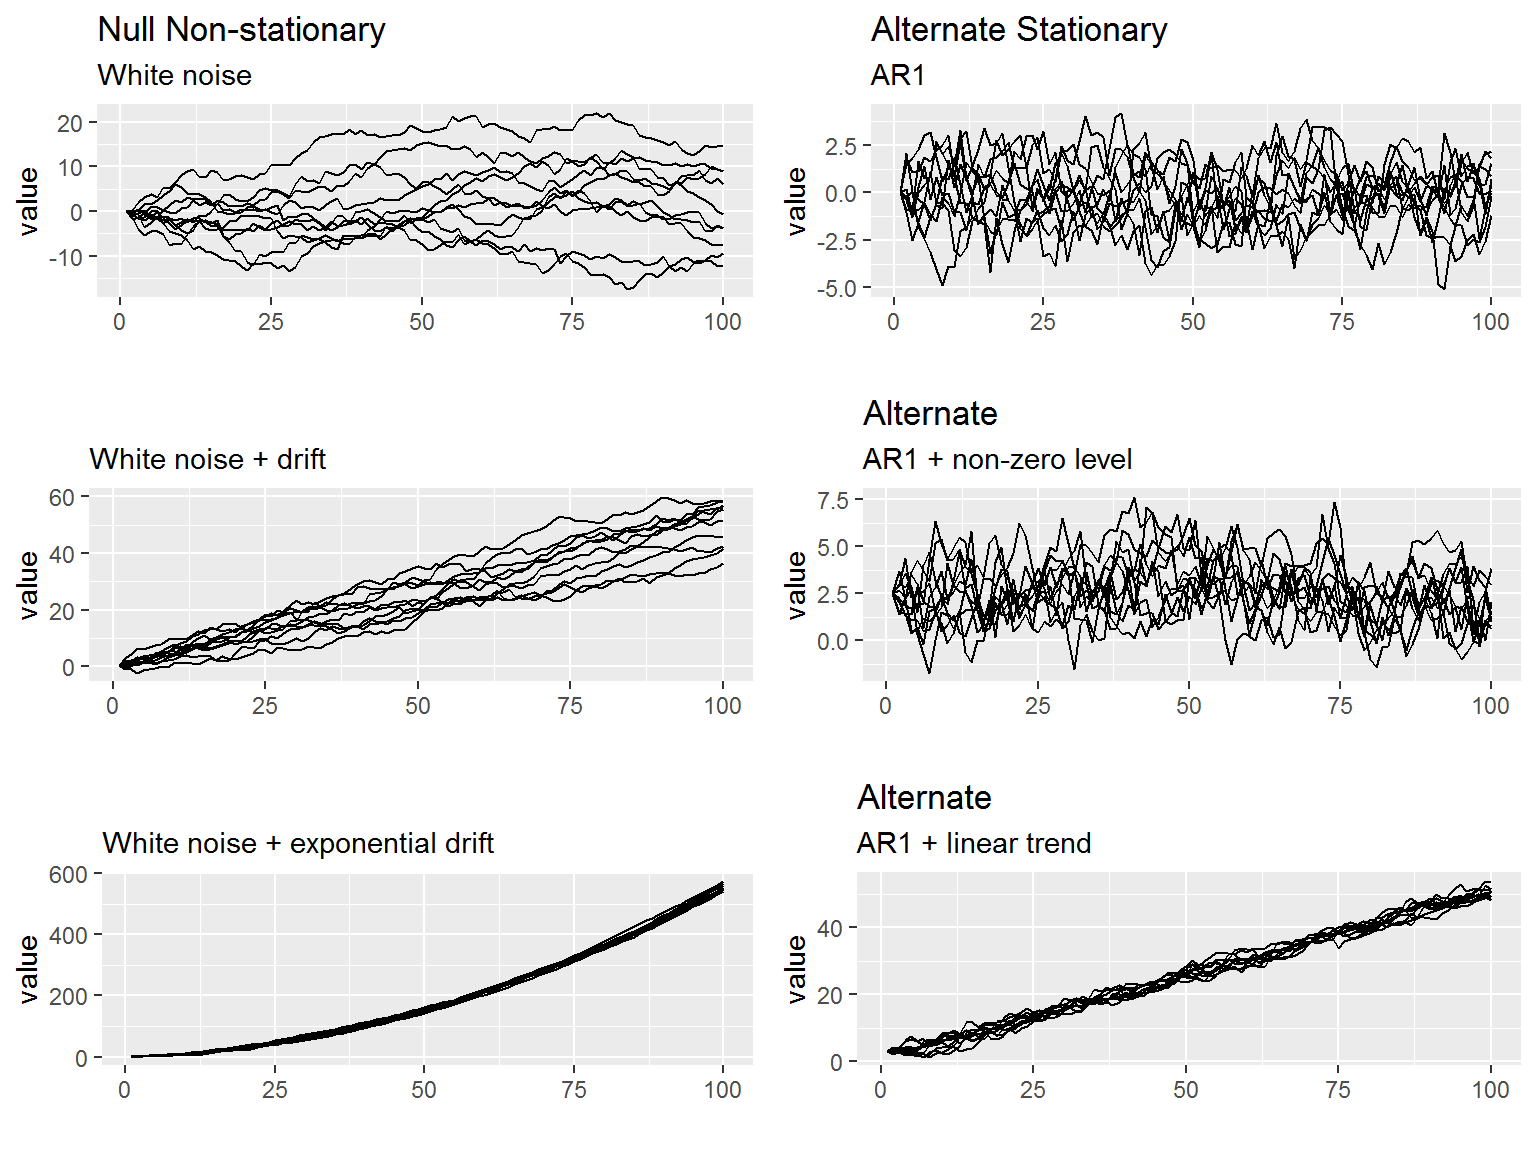 Null Non-stationary
White noise
value
20
10
0
-10
0 25 50 75 100
Alternate Stationary
AR1
value
2.5
0.0
-2.5
-5.0
0 25 50 75 100
White noise + drift
value
60
40
20
0
0 25 50 75 100
Alternate
AR1 + non-zero level
value
7.5
5.0
2.5
0.0
0 25 50 75 100
White noise + exponential drift
value
600
400
200
0
0 25 50 75 100
Alternate
AR1 + linear trend
value
40
20
0
0 25 50 75 100